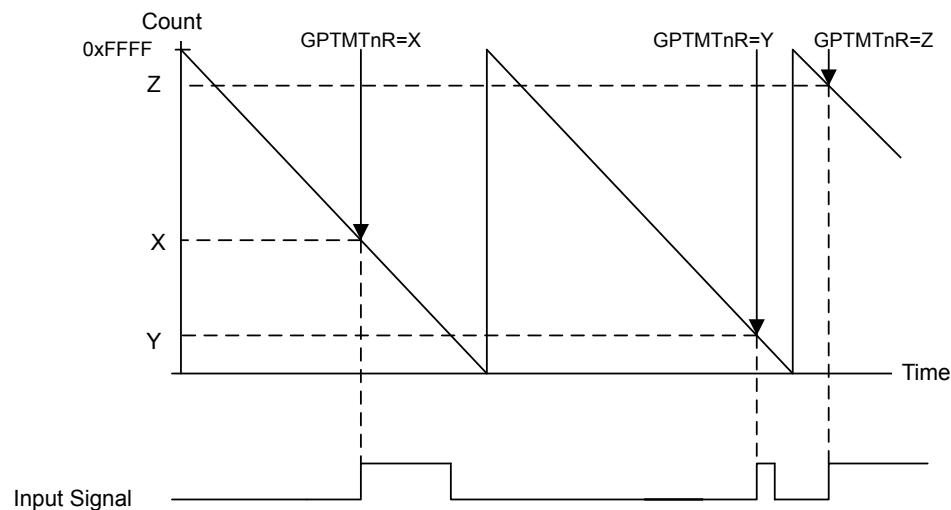 Count
0xFFFF
GPTMTnR=X
GPTMTnR=Y
GPTMTnR=Z
Z
X
Y
Time
Input Signal